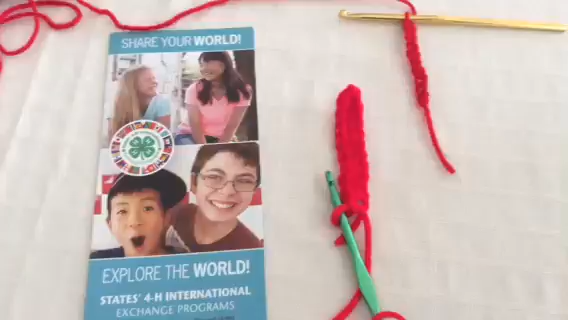 SHARE YOUR WORLD!
EXPLORE THE WORLD!
STATES' 4-H INTERNATIONAL
EXCHANGE PROGRAMS